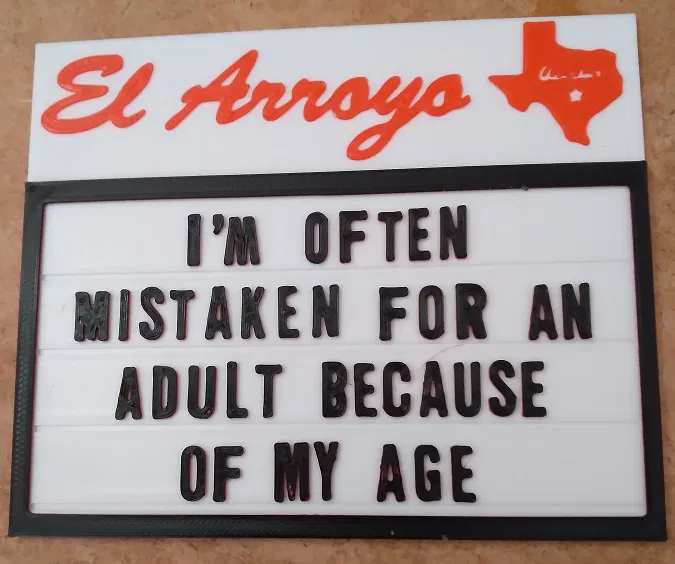 El Arroyo
I'M OFTEN
MISTAKEN FOR AN
ADULT BECAUSE
OF MY AGE